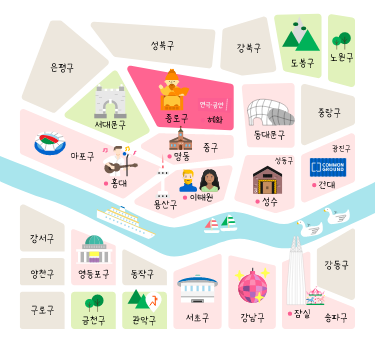 성북구
강북구
도봉구
노원구
은평구
연극·공연
종로구
혜화
서대문구
동대문구
중랑구
마포구
명동
중구
성동구
광진구
COMMON
GROUND
홍대
건대
용산구
이태원
성수
강서구
양천구
영등포구
동작구
강동구
구로구
금천구
관악구
서초구
강남구
잠실
송파구